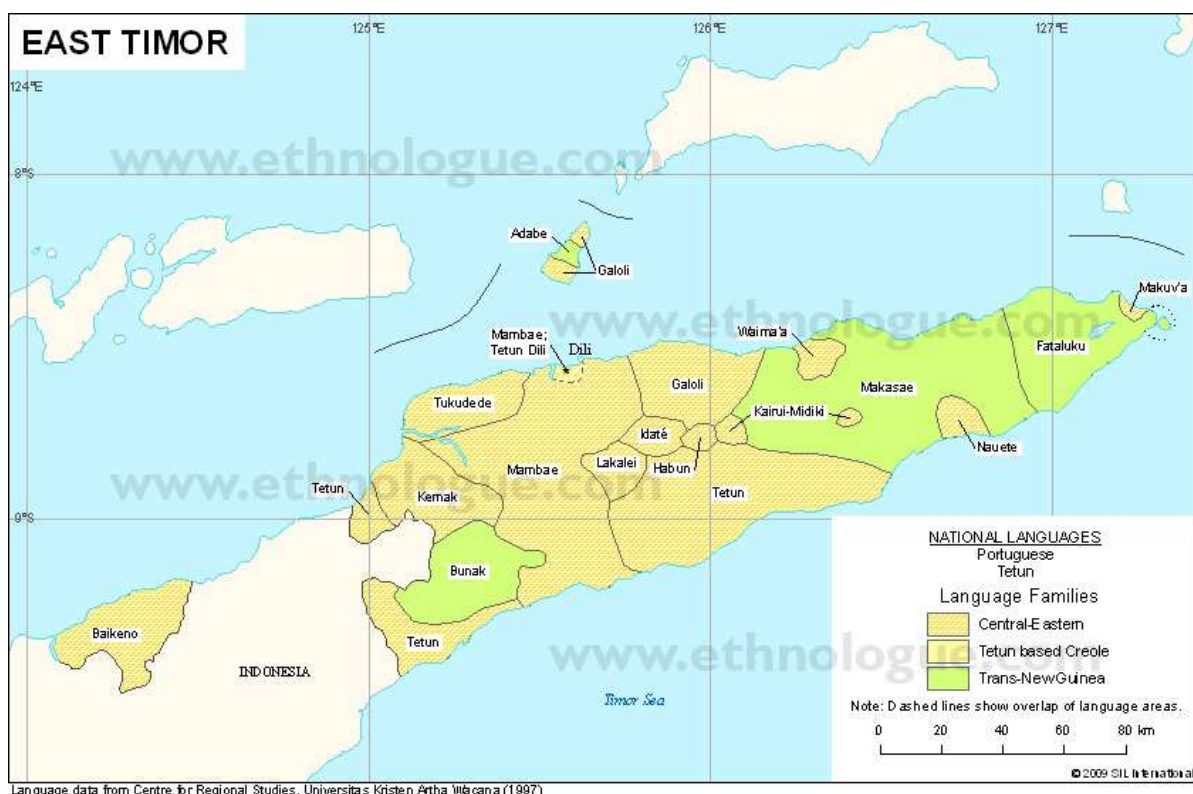 EAST TIMOR
125°E
126°E
127°E
124°E
www.ethnologue.com
8°S
Adabe
Galoli
Makuv'a
www.ethnologue.com
Mambae;
Tetun Dili
Dili
Waima'a
Fataluku
Galoli
Makasae
Tukudede
Kairui-Midiki
Idaté
Lakalei
Habun
Nauete
Mambae
www.ethnologue.com
Tetun
Kemak
Tetun
9°S
Bunak
Baikeno
Tetun
INDONESIA
www.ethnologue.com
Timor Sea
NATIONAL LANGUAGES
Portuguese
Tetun
Language Families
Central-Eastern
Tetun based Creole
Trans-New Guinea
Note: Dashed lines show overlap of language areas.
0 20 40 60 80 km
© 2009 SIL International
Language data from Centre for Regional Studies, Universitas Kristen Artha Wacana (1997)